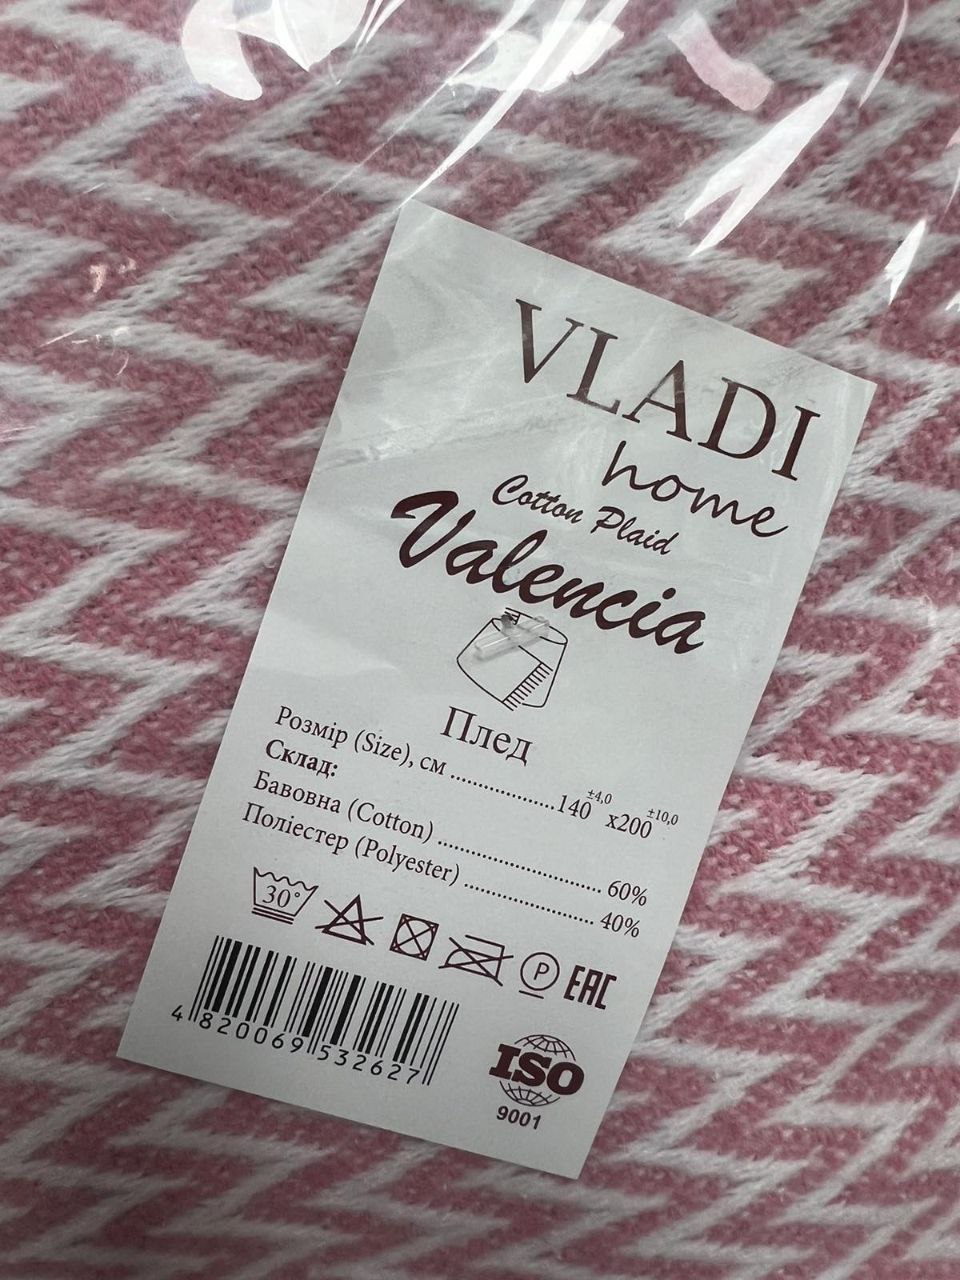 VLADI
home
Cotton Plaid
Valencia
Плед
Розмір (Size), см ....................140 ±4,0 x200 ±10,0
Склад:
Бавовна (Cotton) ................................ 60%
Поліестер (Polyester) ......................... 40%
30°
P
EAC
4 820069 532627
ISO
9001